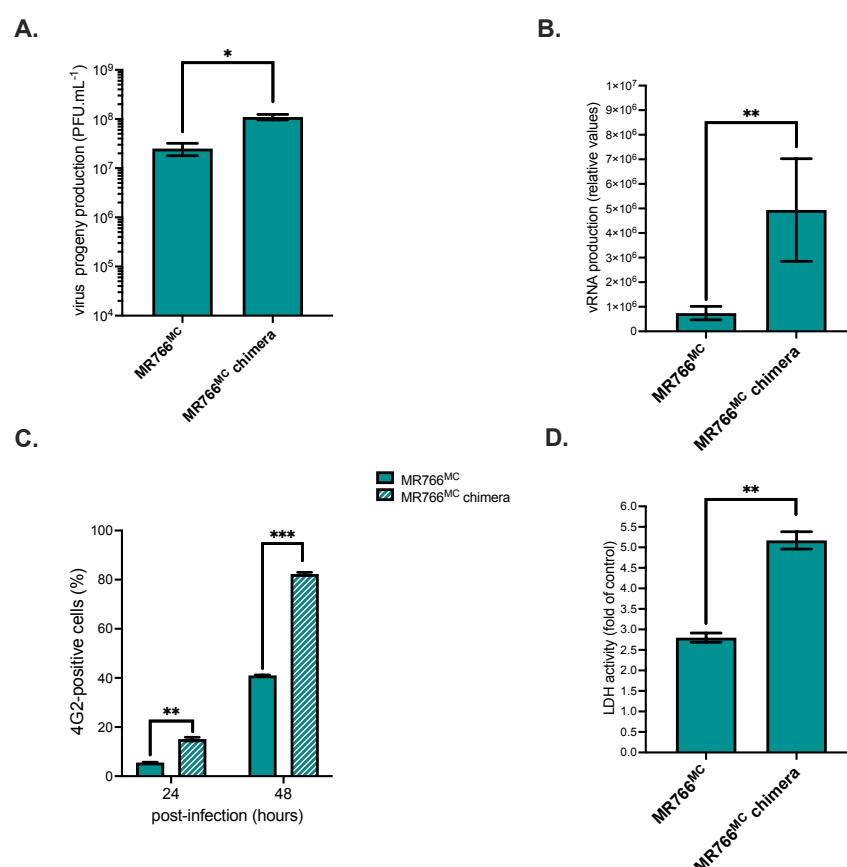 A.
*
virus progeny production (PFU.mL⁻¹)
10⁹
10⁸
10⁷
10⁶
10⁵
10⁴
MR766ᴹᶜ
MR766ᴹᶜ chimera
B.
**
vRNA production (relative values)
1×10⁷
9×10⁶
8×10⁶
7×10⁶
6×10⁶
5×10⁶
4×10⁶
3×10⁶
2×10⁶
1×10⁶
0
MR766ᴹᶜ
MR766ᴹᶜ chimera
C.
MR766ᴹᶜ
MR766ᴹᶜ chimera
4G2-positive cells (%)
100
80
60
40
20
0
**
***
24
48
post-infection (hours)
D.
**
LDH activity (fold of control)
6.0
5.5
5.0
4.5
4.0
3.5
3.0
2.5
2.0
1.5
1.0
0.5
0.0
MR766ᴹᶜ
MR766ᴹᶜ chimera